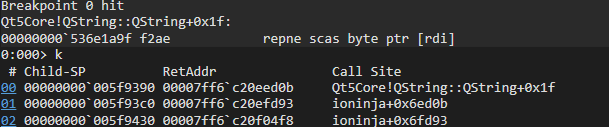 Breakpoint 0 hit
Qt5Core!QString::QString+0x1f:
00000000`536e1a9f f2ae            repne scas byte ptr [rdi]
0:000> k
 # Child-SP          RetAddr           Call Site
00 00000000`005f9390 00007ff6`c20eed0b Qt5Core!QString::QString+0x1f
01 00000000`005f93c0 00007ff6`c20efd93 ioninja+0x6ed0b
02 00000000`005f9430 00007ff6`c20f04f8 ioninja+0x6fd93